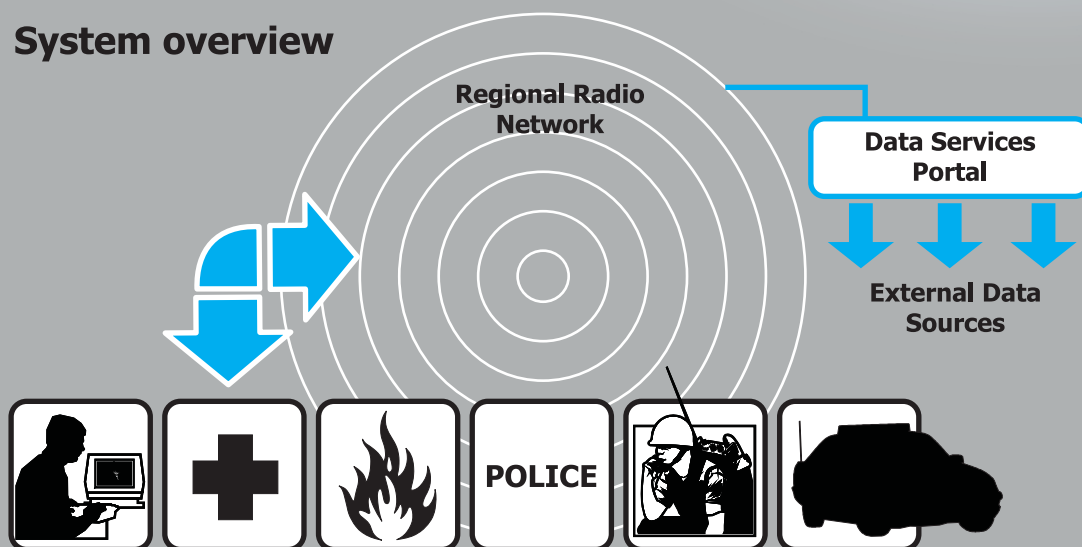 System overview
Regional Radio
Network
Data Services
Portal
External Data
Sources
POLICE